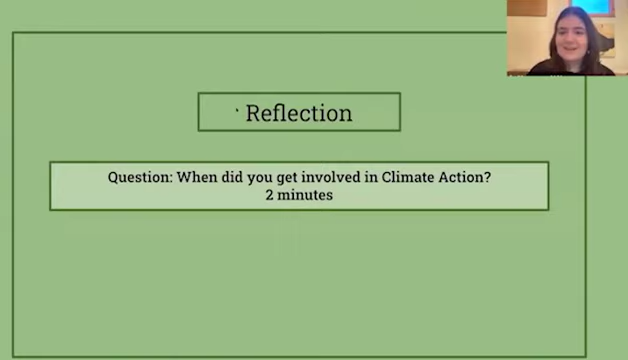 Reflection
Question: When did you get involved in Climate Action?
2 minutes